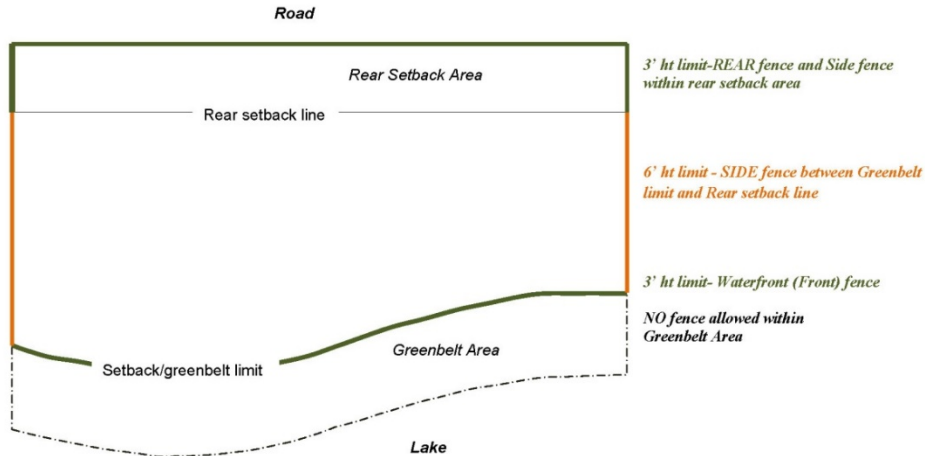 Road
Rear Setback Area
3' ht limit-REAR fence and Side fence
within rear setback area
Rear setback line
6' ht limit - SIDE fence between Greenbelt
limit and Rear setback line
3' ht limit- Waterfront (Front) fence
NO fence allowed within
Greenbelt Area
Greenbelt Area
Setback/greenbelt limit
Lake